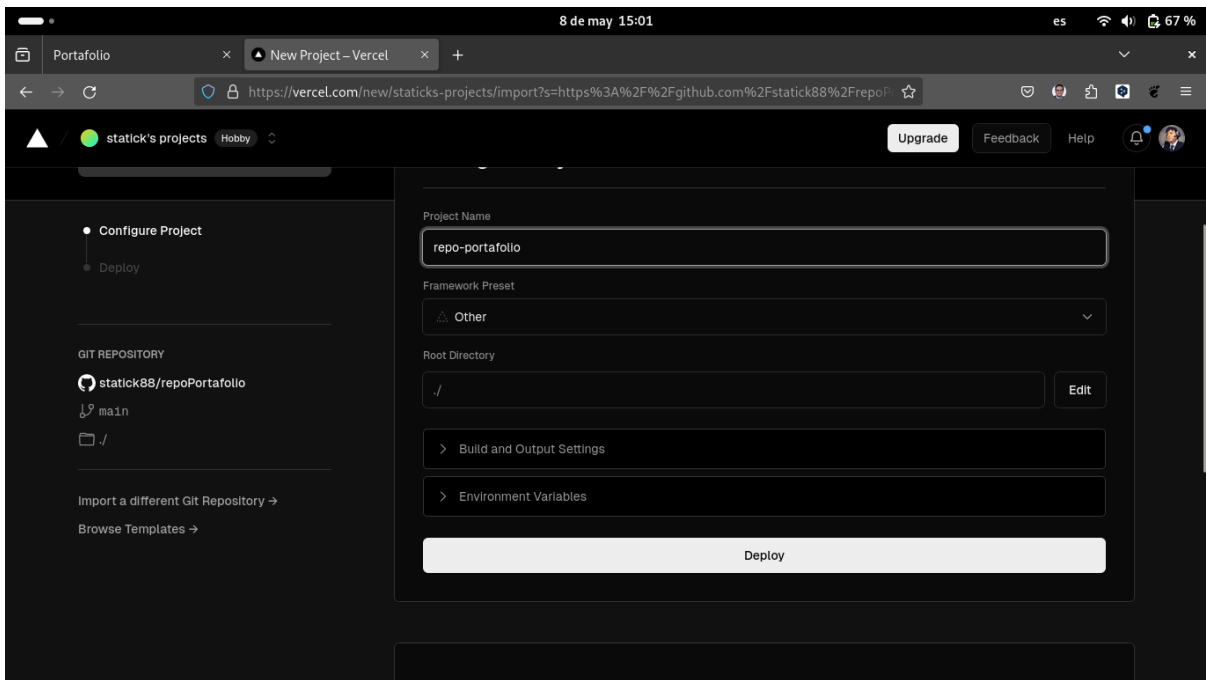 8 de may 15:01
es
67 %
Portafolio
New Project – Vercel
https://vercel.com/new/staticks-projects/import?s=https%3A%2F%2Fgithub.com%2Fstatick88%2FrepoP
statick's projects Hobby
Upgrade
Feedback
Help
Configure Project
Deploy
GIT REPOSITORY
statick88/repoPortafolio
main
./
Import a different Git Repository →
Browse Templates →
Project Name
repo-portafolio
Framework Preset
Other
Root Directory
./
Edit
Build and Output Settings
Environment Variables
Deploy